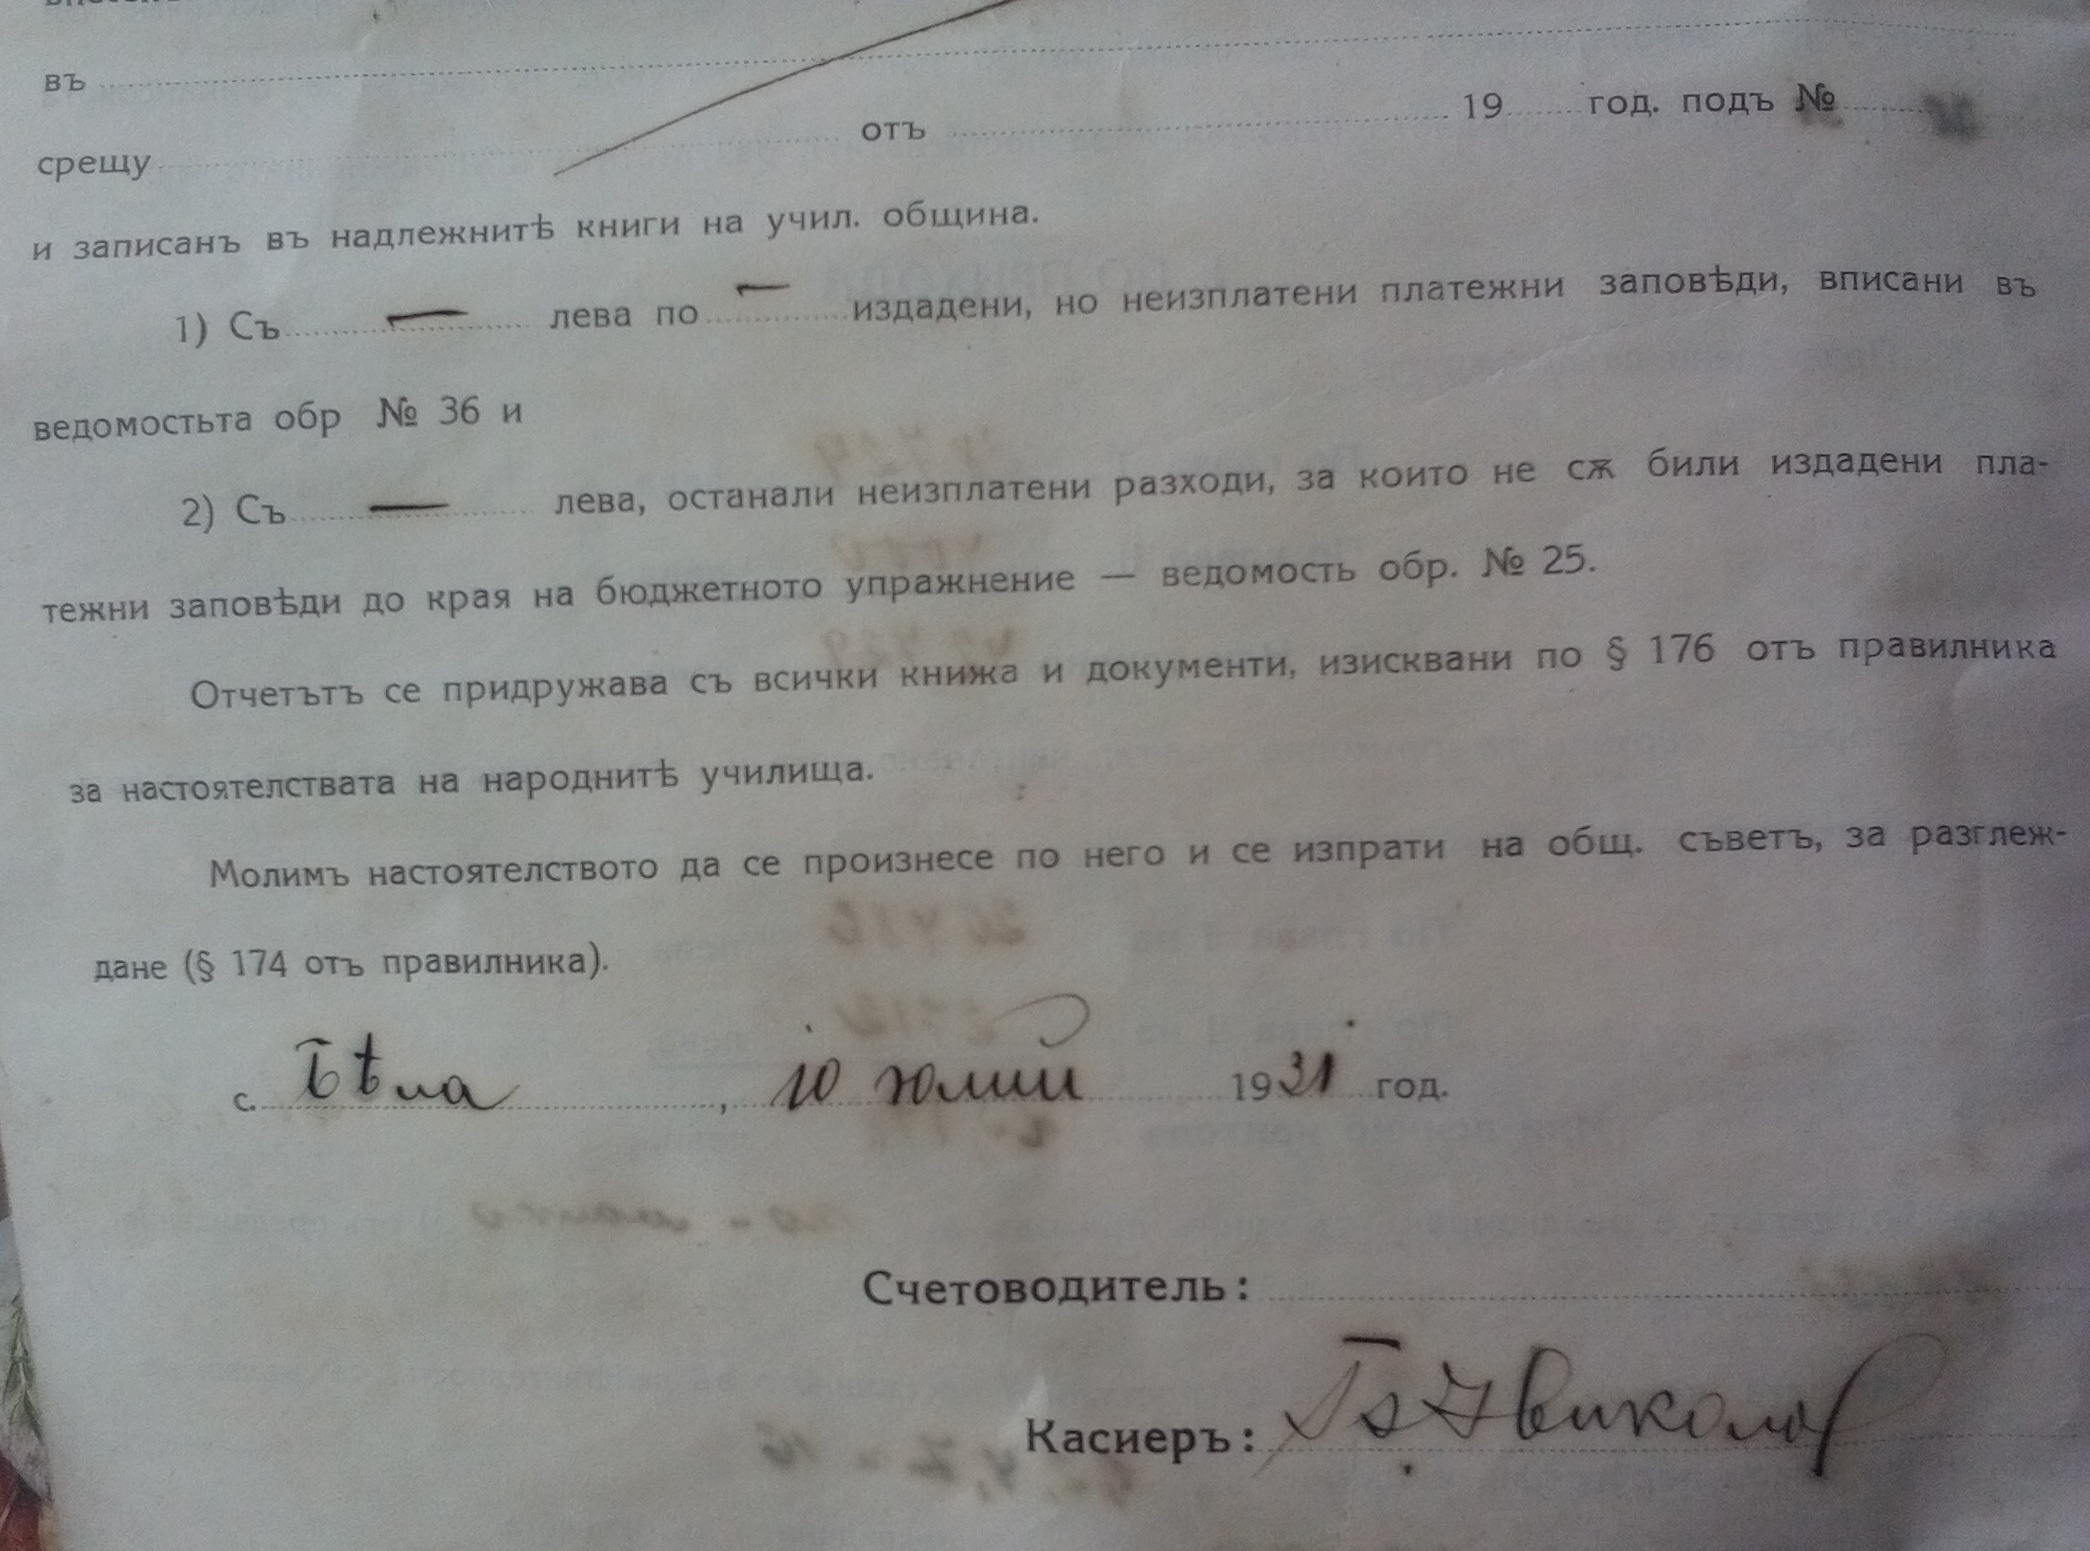 въ
срещу отъ 19 год. подъ №
и записанъ въ надлежнитѣ книги на учил. община.
1) Съ — лева по — издадени, но неизплатени платежни заповѣди, вписани въ
ведомостьта обр № 36 и
2) Съ — лева, останали неизплатени разходи, за които не сѫ били издадени пла-
тежни заповѣди до края на бюджетното упражнение — ведомость обр. № 25.
Отчетътъ се придружава съ всички книжа и документи, изисквани по § 176 отъ правилника
за настоятелствата на народнитѣ училища.
Молимъ настоятелството да се произнесе по него и се изпрати на общ. съветъ, за разглеж-
дане (§ 174 отъ правилника).
с. Бѣла, 10 юлий 1931 год.
Счетоводитель:
Касиеръ: